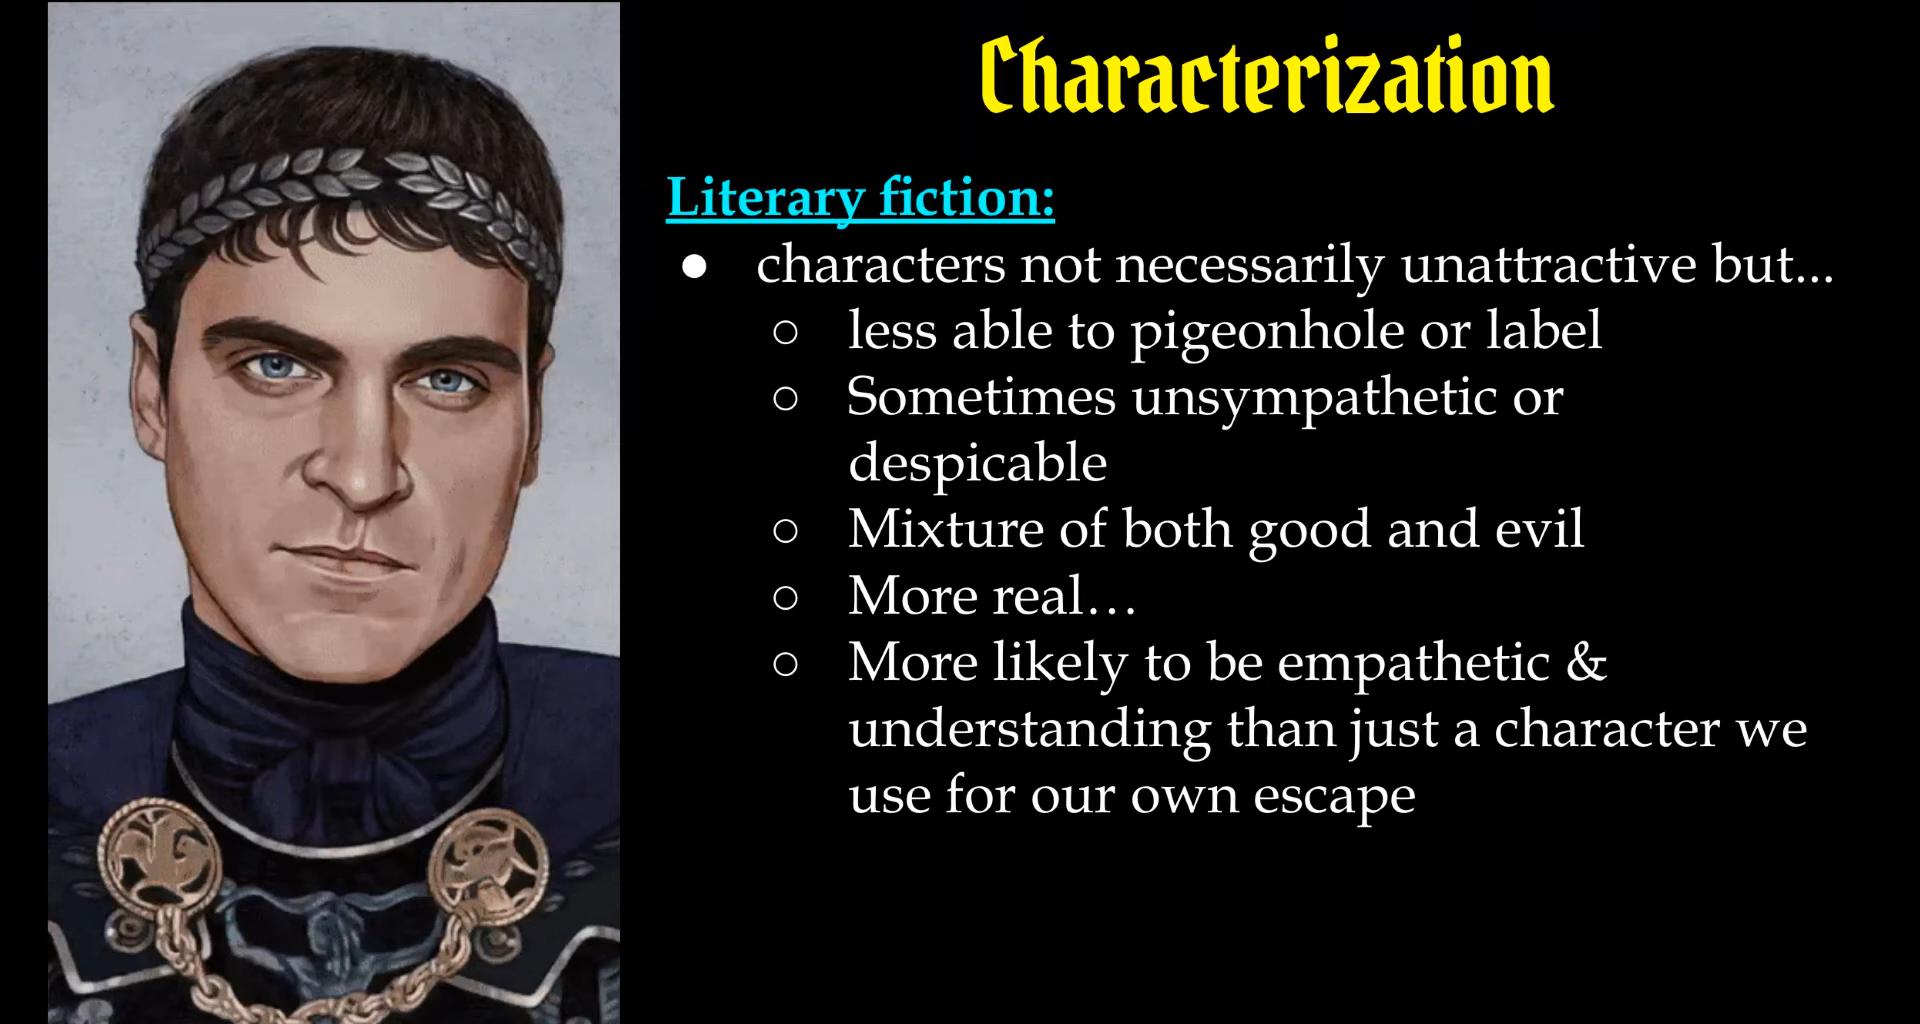 Characterization
Literary fiction:
● characters not necessarily unattractive but...
○ less able to pigeonhole or label
○ Sometimes unsympathetic or
despicable
○ Mixture of both good and evil
○ More real…
○ More likely to be empathetic &
understanding than just a character we
use for our own escape